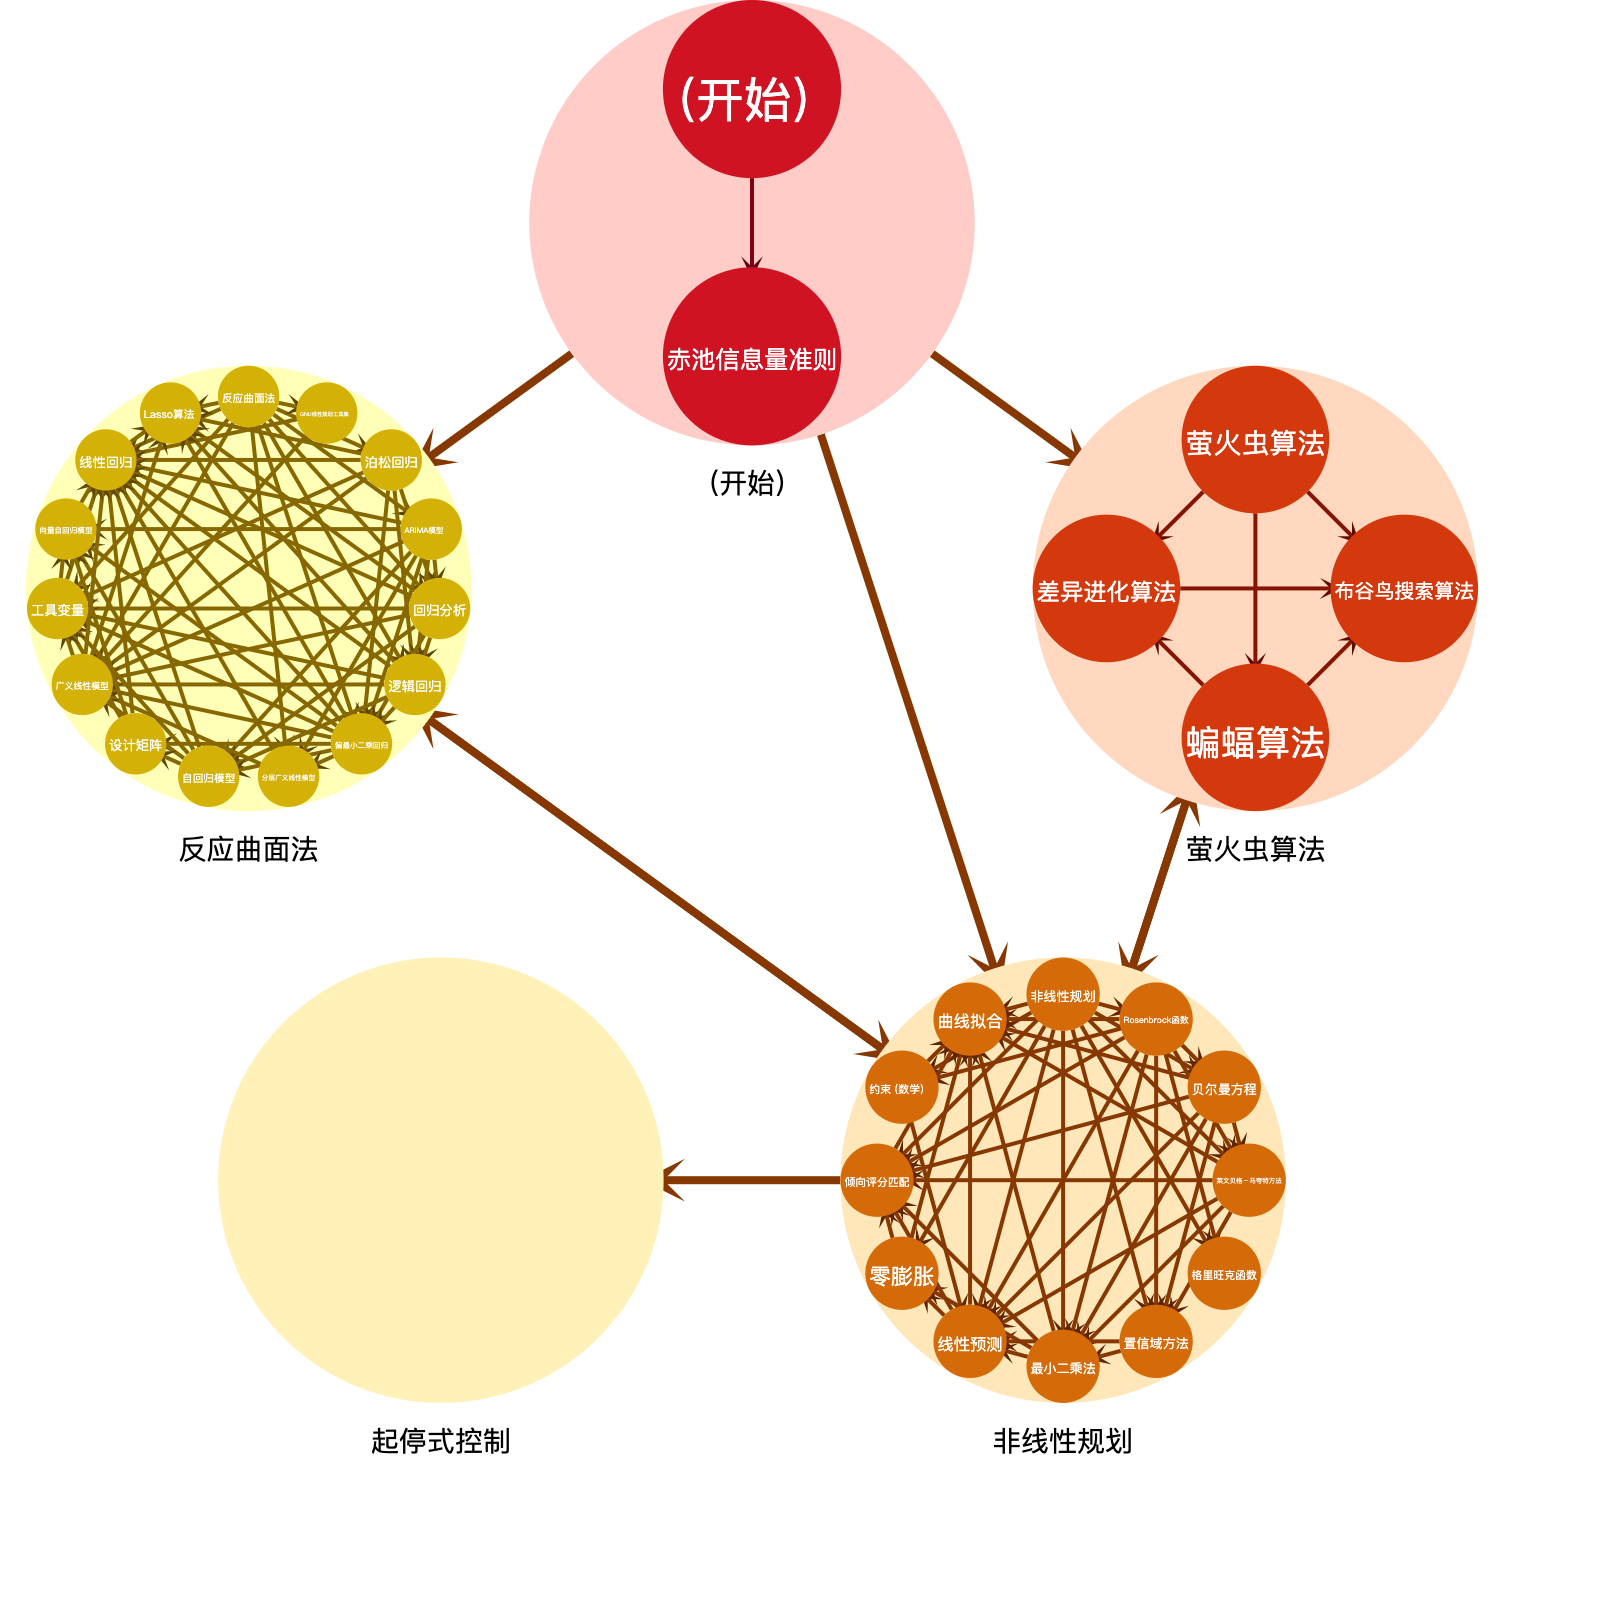 (开始)
赤池信息量准则
(开始)
反应曲面法
GNU线性规划工具集
Lasso算法
泊松回归
线性回归
ARIMA模型
向量自回归模型
回归分析
工具变量
逻辑回归
广义线性模型
偏最小二乘回归
设计矩阵
分层广义线性模型
自回归模型
反应曲面法
萤火虫算法
差异进化算法
布谷鸟搜索算法
蝙蝠算法
萤火虫算法
非线性规划
曲线拟合
Rosenbrock函数
约束 (数学)
贝尔曼方程
倾向评分匹配
莱文贝格－马夸特方法
零膨胀
格里旺克函数
线性预测
置信域方法
最小二乘法
起停式控制
非线性规划